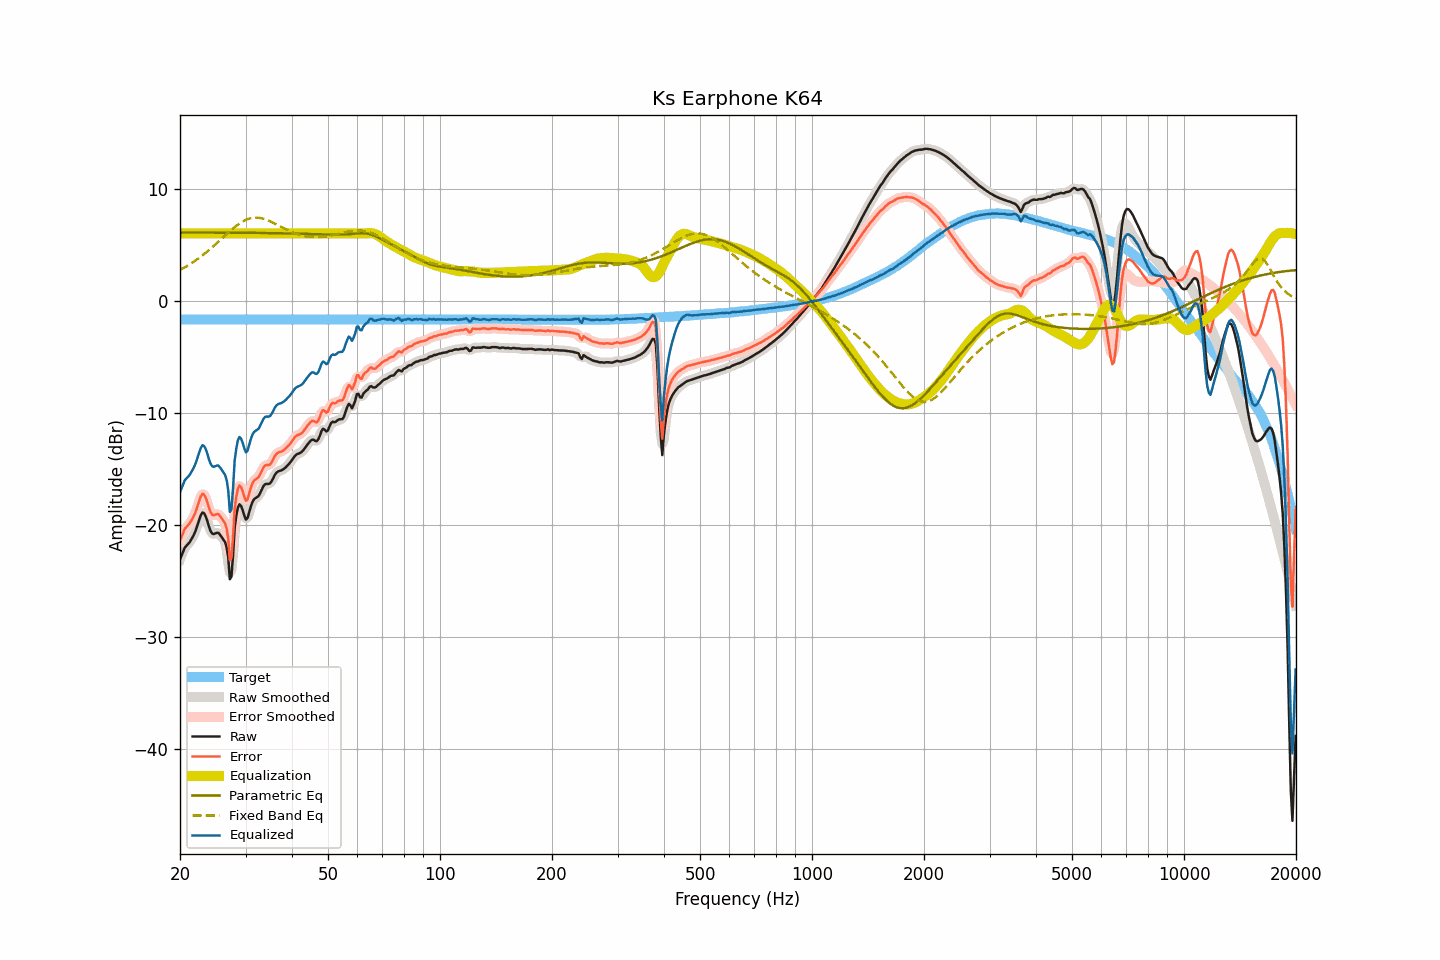 Ks Earphone K64
10
0
−10
−20
−30
−40
Amplitude (dBr)
Target
Raw Smoothed
Error Smoothed
Raw
Error
Equalization
Parametric Eq
Fixed Band Eq
Equalized
20 50 100 200 500 1000 2000 5000 10000 20000
Frequency (Hz)